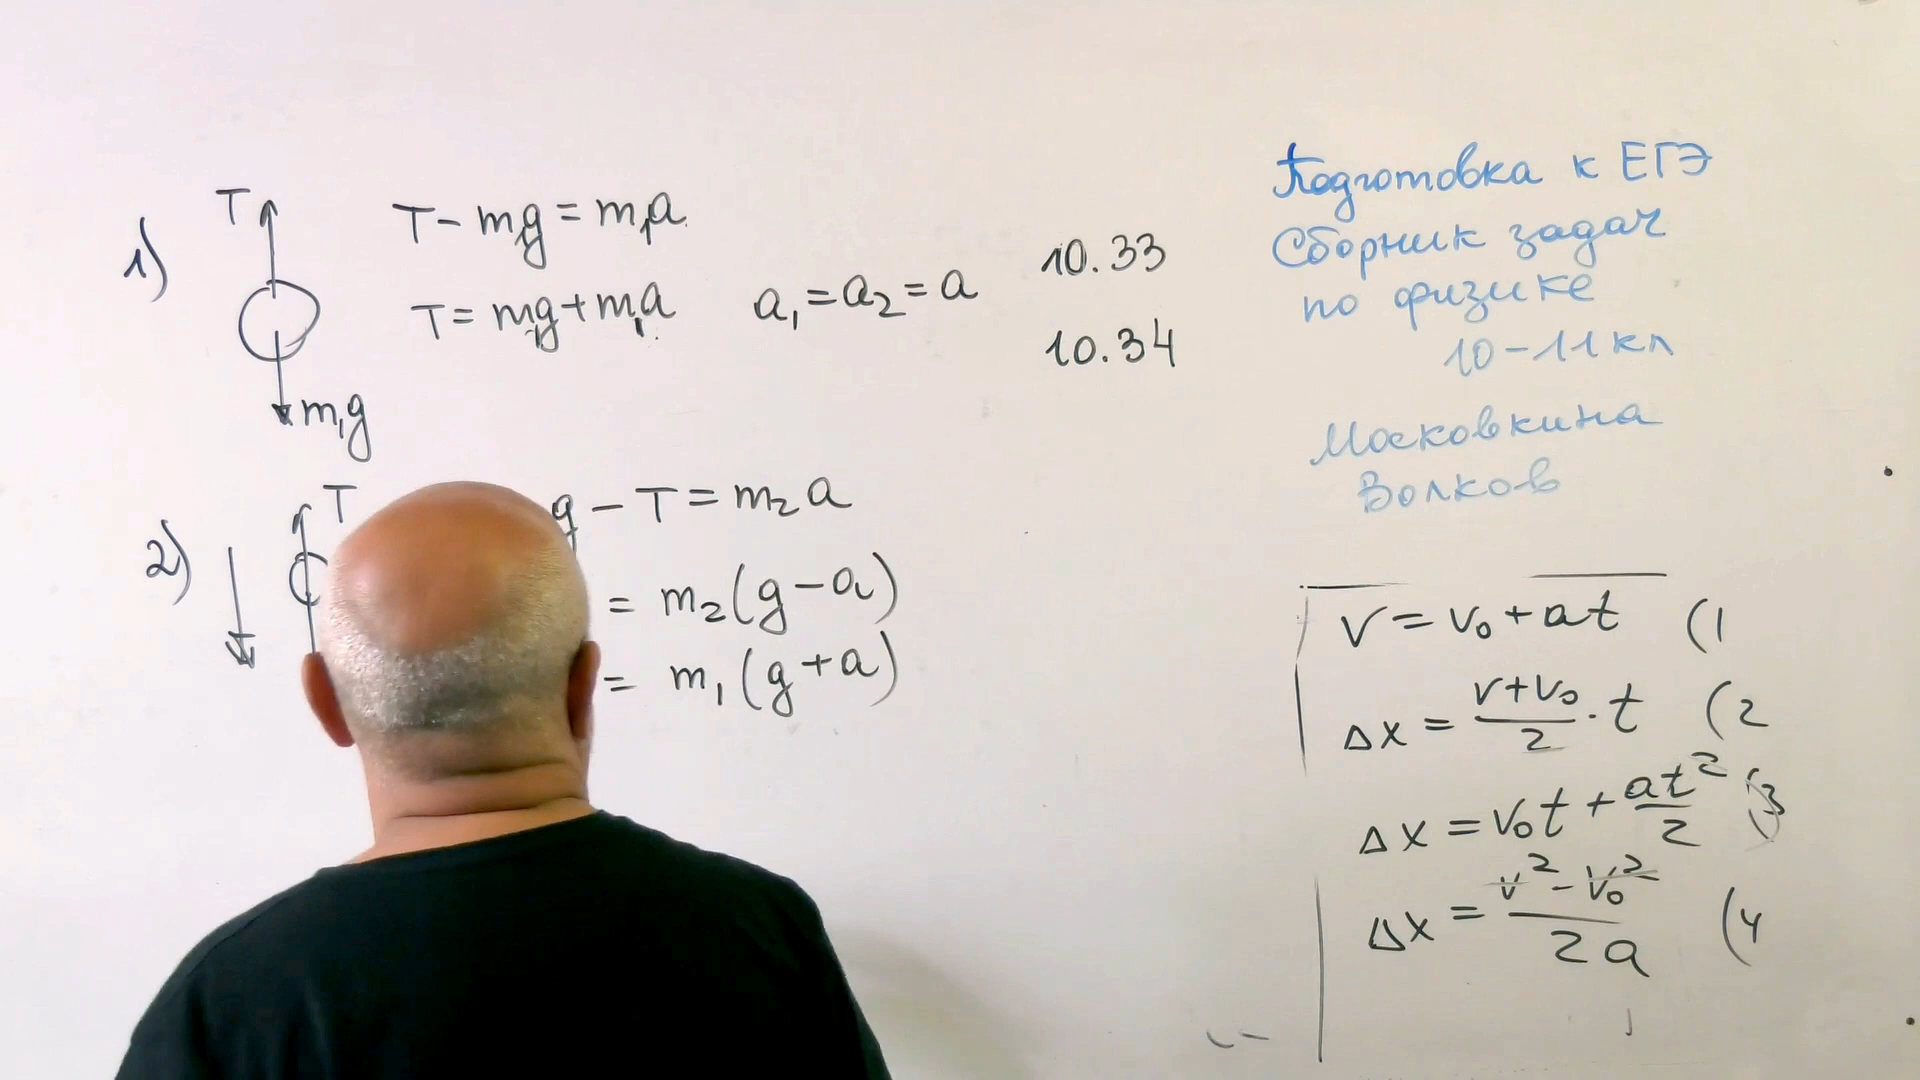 1) T
T - m₁g = m₁a
T = m₁g + m₁a
a₁ = a₂ = a
m₁g
2) T
g - T = m₂a
= m₂(g - a)
= m₁(g + a)
10.33
10.34
Подготовка к ЕГЭ
Сборник задач
по физике
10-11 кл
Московкина
Волков
v = v₀ + at (1
Δx = (v + v₀)/2 · t (2
Δx = v₀t + at²/2 (3
Δx = (v² - v₀²)/2a (4